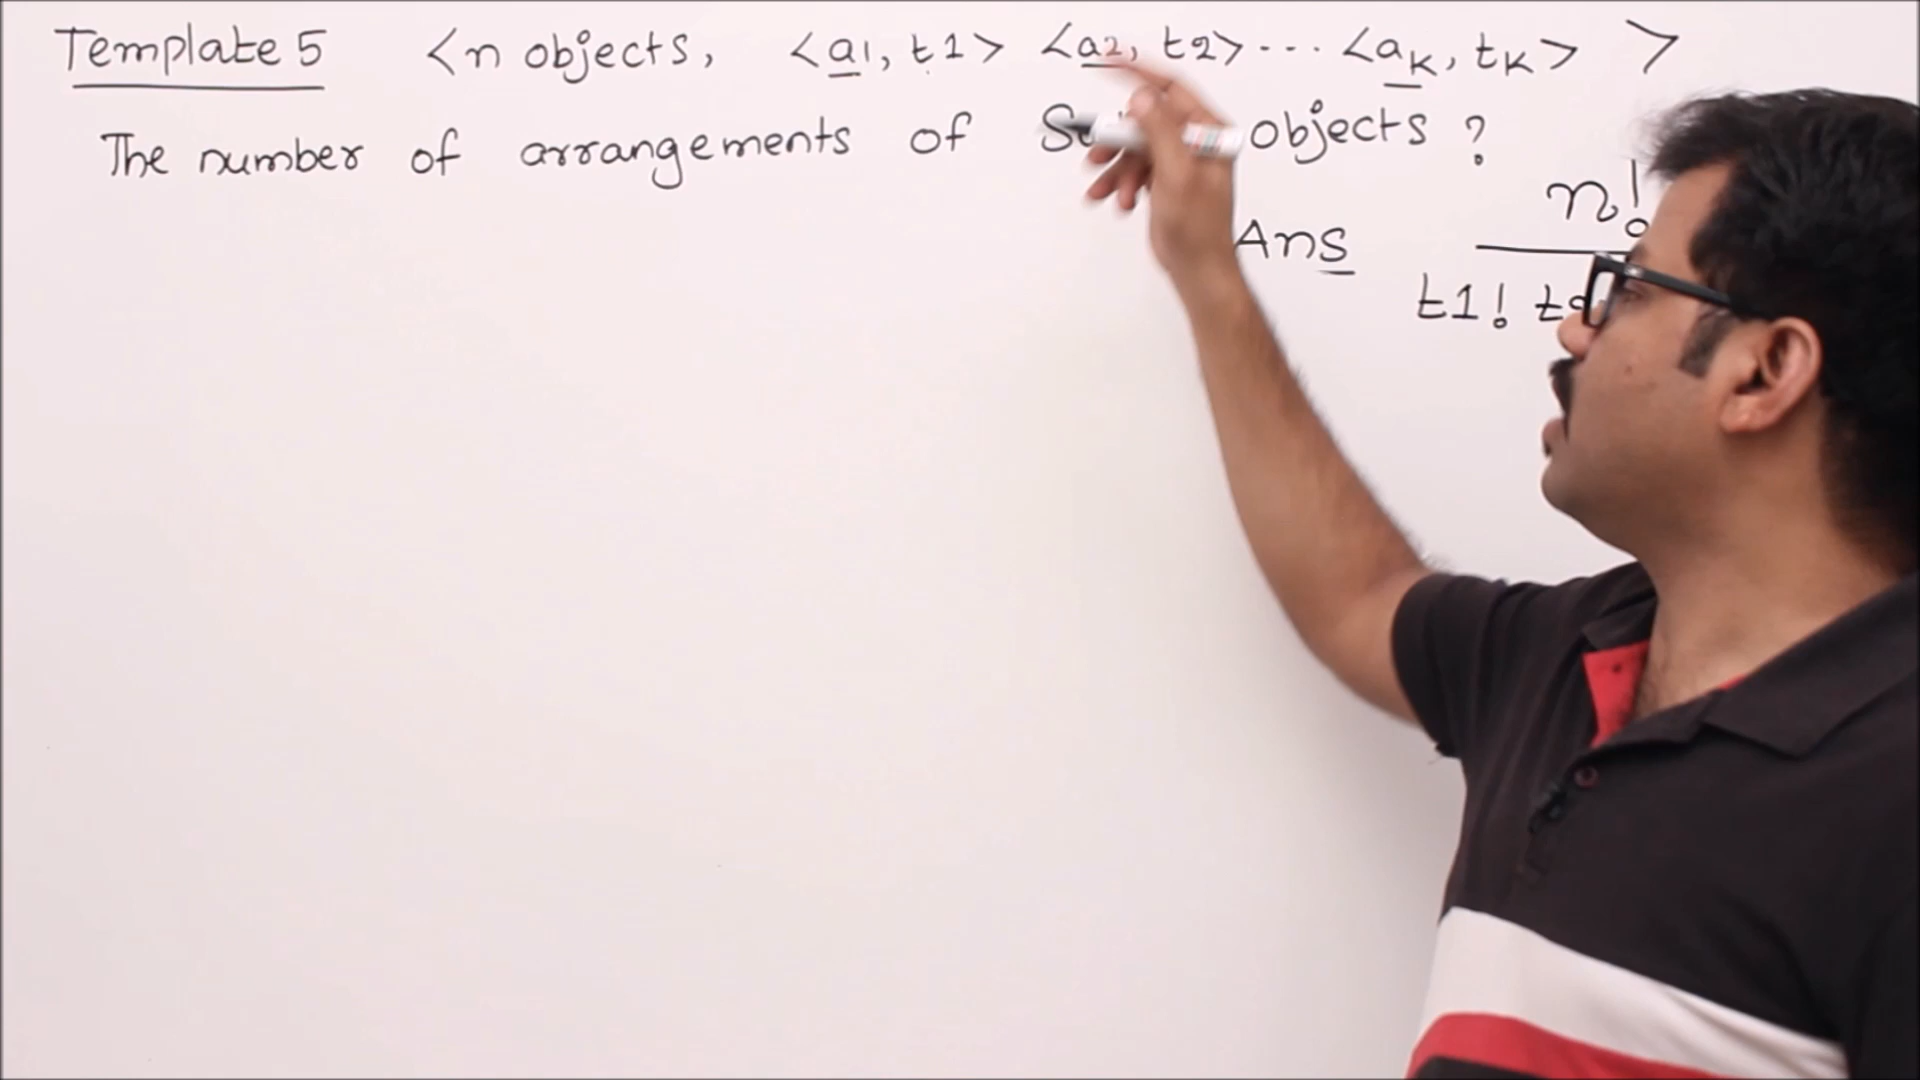 Template 5 <n objects, <a1, t1> <a2, t2> ... <aK, tK> >
The number of arrangements of objects ?
Ans n!
t1!